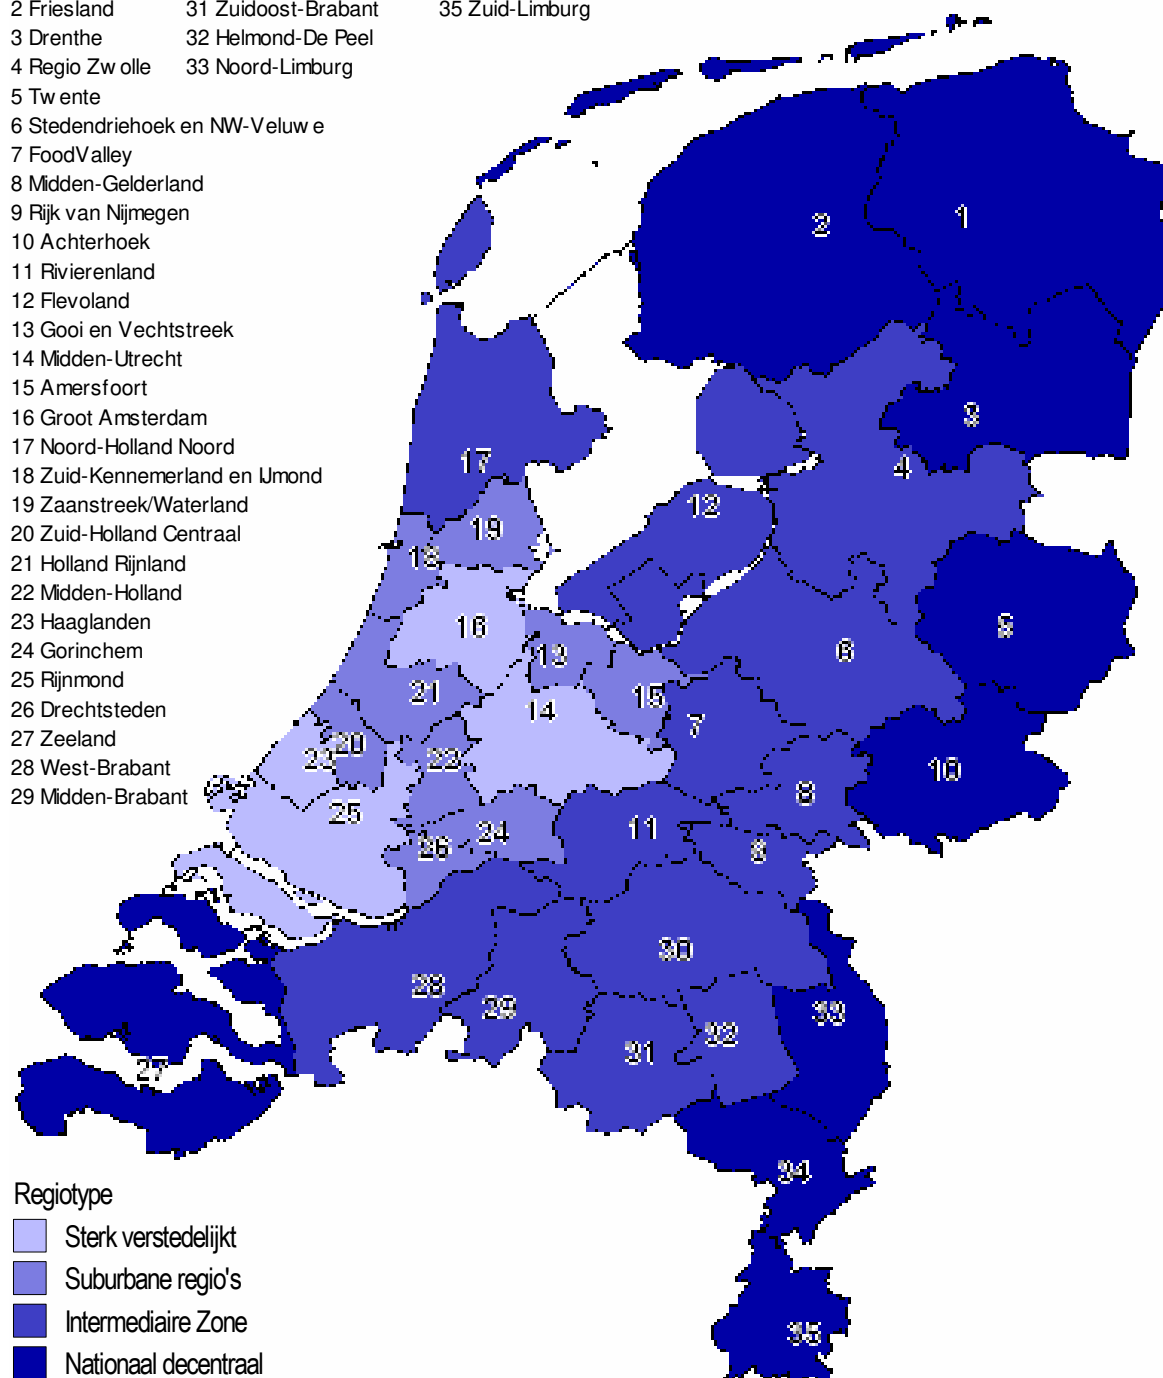 2 Friesland 31 Zuidoost-Brabant 35 Zuid-Limburg
3 Drenthe 32 Helmond-De Peel
4 Regio Zwolle 33 Noord-Limburg
5 Twente
6 Stedendriehoek en NW-Veluwe
7 FoodValley
8 Midden-Gelderland
9 Rijk van Nijmegen
10 Achterhoek
11 Rivierenland
12 Flevoland
13 Gooi en Vechtstreek
14 Midden-Utrecht
15 Amersfoort
16 Groot Amsterdam
17 Noord-Holland Noord
18 Zuid-Kennemerland en IJmond
19 Zaanstreek/Waterland
20 Zuid-Holland Centraal
21 Holland Rijnland
22 Midden-Holland
23 Haaglanden
24 Gorinchem
25 Rijnmond
26 Drechtsteden
27 Zeeland
28 West-Brabant
29 Midden-Brabant
2
1
3
17
4
12
19
18
16
5
13
6
21
15
14
7
20
23
22
10
8
25
11
24
26
9
30
28
29
33
32
31
27
34
35
Regiotype
Sterk verstedelijkt
Suburbane regio's
Intermediaire Zone
Nationaal decentraal